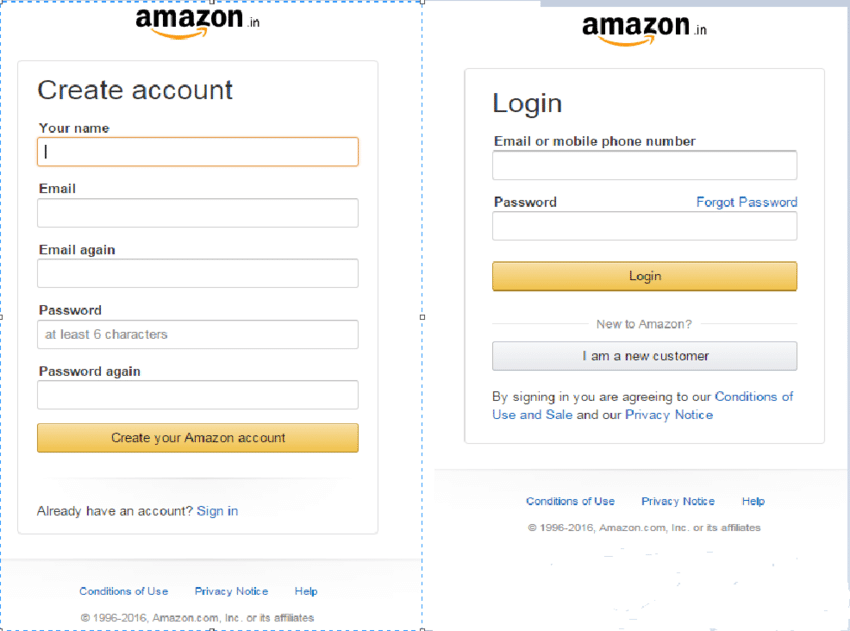 amazon.in
Create account
Your name
Email
Email again
Password
at least 6 characters
Password again
Create your Amazon account
Already have an account? Sign in
Conditions of Use Privacy Notice Help
© 1996-2016, Amazon.com, Inc. or its affiliates
amazon.in
Login
Email or mobile phone number
Password Forgot Password
Login
New to Amazon?
I am a new customer
By signing in you are agreeing to our Conditions of
Use and Sale and our Privacy Notice
Conditions of Use Privacy Notice Help
© 1996-2016, Amazon.com, Inc. or its affiliates